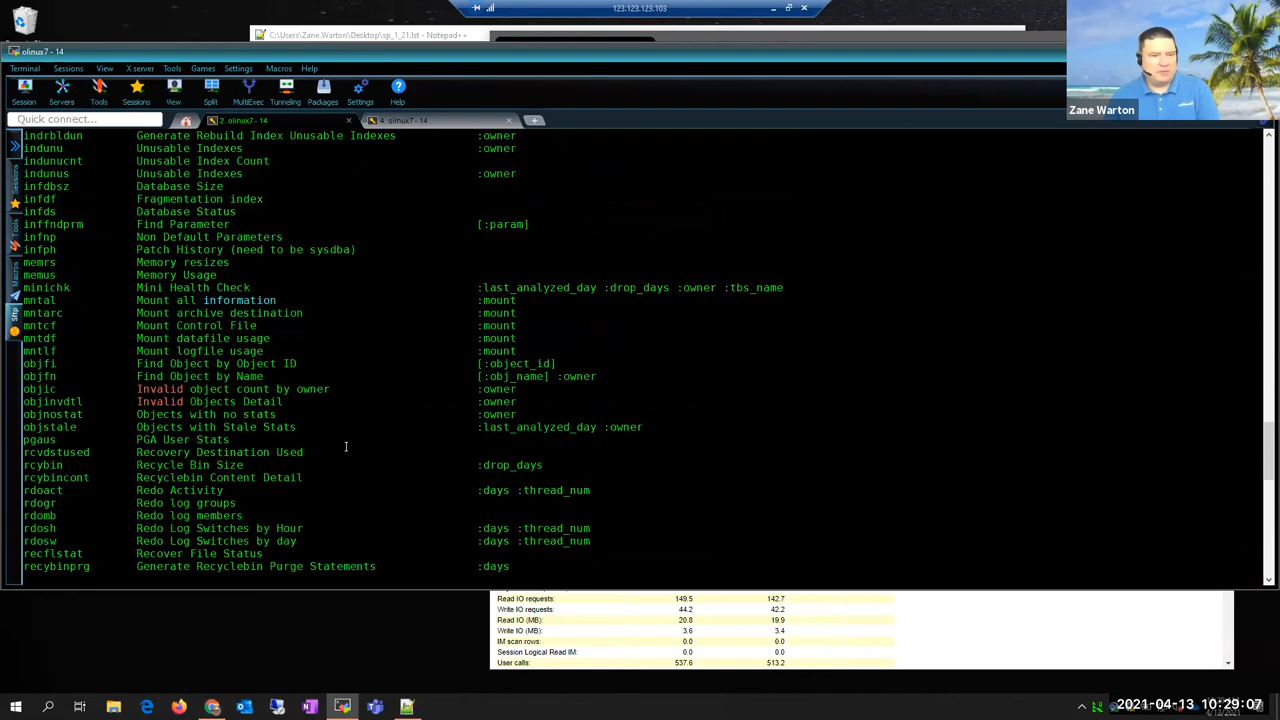 123.123.123.103
C:\Users\Zane.Warton\Desktop\sp_1_21.lst - Notepad++
Recycle Bin
olinux7 - 14
Terminal Sessions View X server Tools Games Settings Macros Help
Session Servers Tools Sessions View Split MultiExec Tunneling Packages Settings Help
Zane Warton
Quick connect...
2. olinux7 - 14
4. olinux7 - 14
Sessions
Tools
Macros
Sftp
indrbldun Generate Rebuild Index Unusable Indexes :owner
indunu Unusable Indexes :owner
indunucnt Unusable Index Count
indunus Unusable Indexes :owner
infdbsz Database Size
infdf Fragmentation index
infds Database Status
inffndprm Find Parameter [:param]
infnp Non Default Parameters
infph Patch History (need to be sysdba)
memrs Memory resizes
memus Memory Usage
minichk Mini Health Check :last_analyzed_day :drop_days :owner :tbs_name
mntal Mount all information :mount
mntarc Mount archive destination :mount
mntcf Mount Control File :mount
mntdf Mount datafile usage :mount
mntlf Mount logfile usage :mount
objfi Find Object by Object ID [:object_id]
objfn Find Object by Name [:obj_name] :owner
objic Invalid object count by owner :owner
objinvdtl Invalid Objects Detail :owner
objnostat Objects with no stats :owner
objstale Objects with Stale Stats :last_analyzed_day :owner
pgaus PGA User Stats
rcvdstused Recovery Destination Used
rcybin Recycle Bin Size :drop_days
rcybincont Recyclebin Content Detail
rdoact Redo Activity :days :thread_num
rdogr Redo log groups
rdomb Redo log members
rdosh Redo Log Switches by Hour :days :thread_num
rdosw Redo Log Switches by day :days :thread_num
recflstat Recover File Status
recybinprg Generate Recyclebin Purge Statements :days
Read IO requests: 149.5 142.7
Write IO requests: 44.2 42.2
Read IO (MB): 20.8 19.9
Write IO (MB): 3.6 3.4
IM scan rows: 0.0 0.0
Session Logical Read IM: 0.0 0.0
User calls: 537.6 513.2
2021-04-13 10:29:07